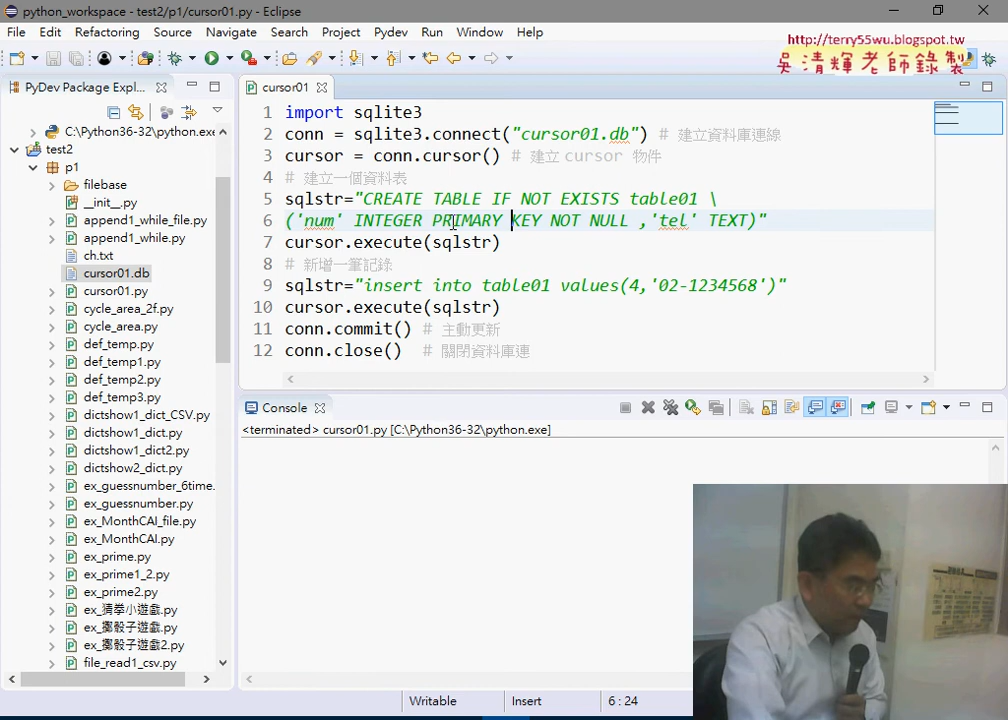 python_workspace - test2/p1/cursor01.py - Eclipse
File Edit Refactoring Source Navigate Search Project Pydev Run Window Help
http://terry55wu.blogspot.tw
吳清輝老師錄製
PyDev Package Expl...
cursor01
C:\Python36-32\python.exe
test2
p1
filebase
__init__.py
append1_while_file.py
append1_while.py
ch.txt
cursor01.db
cursor01.py
cycle_area_2f.py
cycle_area.py
def_temp.py
def_temp1.py
def_temp2.py
def_temp3.py
dictshow1_dict_CSV.py
dictshow1_dict.py
dictshow1_dict2.py
dictshow2_dict.py
ex_guessnumber_6time.
ex_guessnumber.py
ex_MonthCAI_file.py
ex_MonthCAI.py
ex_prime.py
ex_prime1_2.py
ex_prime2.py
ex_猜拳小遊戲.py
ex_擲骰子遊戲.py
ex_擲骰子遊戲2.py
file_read1_csv.py
1 import sqlite3
2 conn = sqlite3.connect("cursor01.db") # 建立資料庫連線
3 cursor = conn.cursor() # 建立 cursor 物件
4 # 建立一個資料表
5 sqlstr="CREATE TABLE IF NOT EXISTS table01 \
6 ('num' INTEGER PRIMARY KEY NOT NULL ,'tel' TEXT)"
7 cursor.execute(sqlstr)
8 # 新增一筆記錄
9 sqlstr="insert into table01 values(4,'02-1234568')"
10 cursor.execute(sqlstr)
11 conn.commit() # 主動更新
12 conn.close() # 關閉資料庫連
Console
<terminated> cursor01.py [C:\Python36-32\python.exe]
Writable Insert 6 : 24